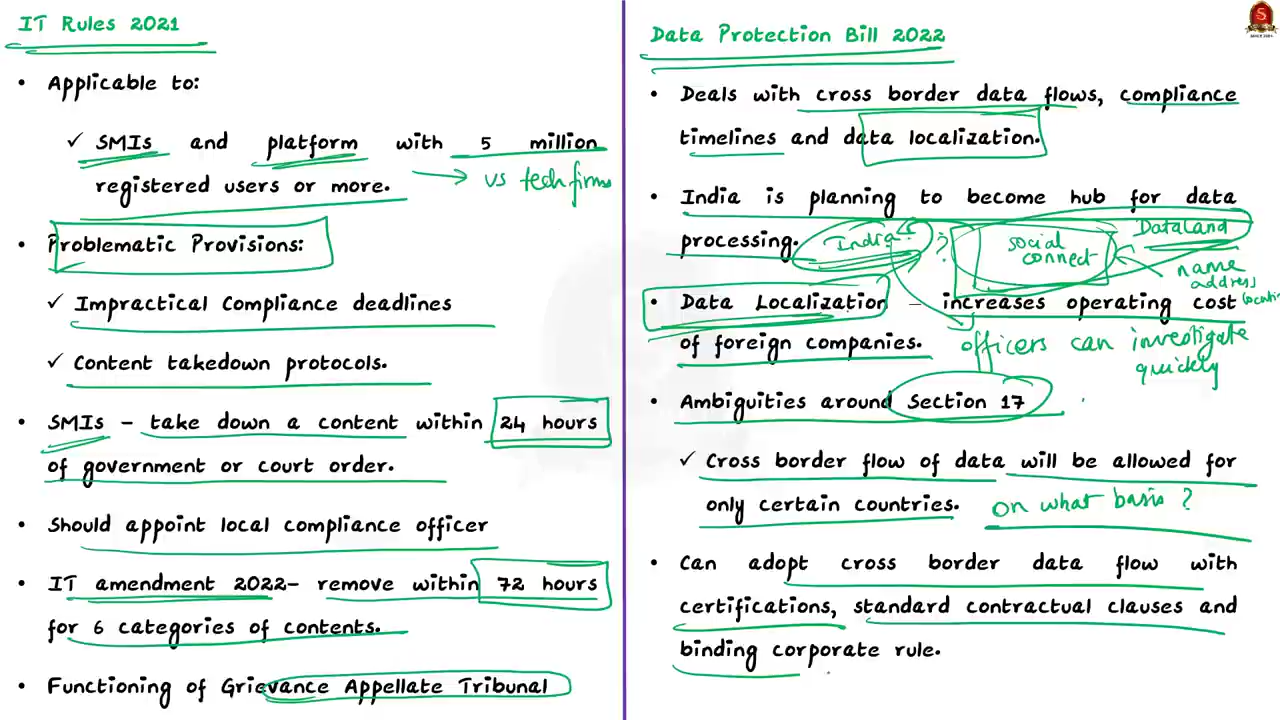 IT Rules 2021
• Applicable to:
✓ SMIs and platform with 5 million
registered users or more.
→ vs tech firms
• Problematic Provisions:
✓ Impractical Compliance deadlines
✓ Content takedown protocols.
• SMIs – take down a content within 24 hours
of government or court order.
• Should appoint local compliance officer
• IT amendment 2022– remove within 72 hours
for 6 categories of contents.
• Functioning of Grievance Appellate Tribunal
Data Protection Bill 2022
• Deals with cross border data flows, compliance
timelines and data localization.
• India is planning to become hub for data
processing.
India
?
social
connect
DataLand
name
address
• Data Localization – increases operating cost
of foreign companies.
officers can investigate
quickly
• Ambiguities around Section 17
✓ Cross border flow of data will be allowed for
only certain countries.
on what basis?
• Can adopt cross border data flow with
certifications, standard contractual clauses and
binding corporate rule.
S
SINCE 2004